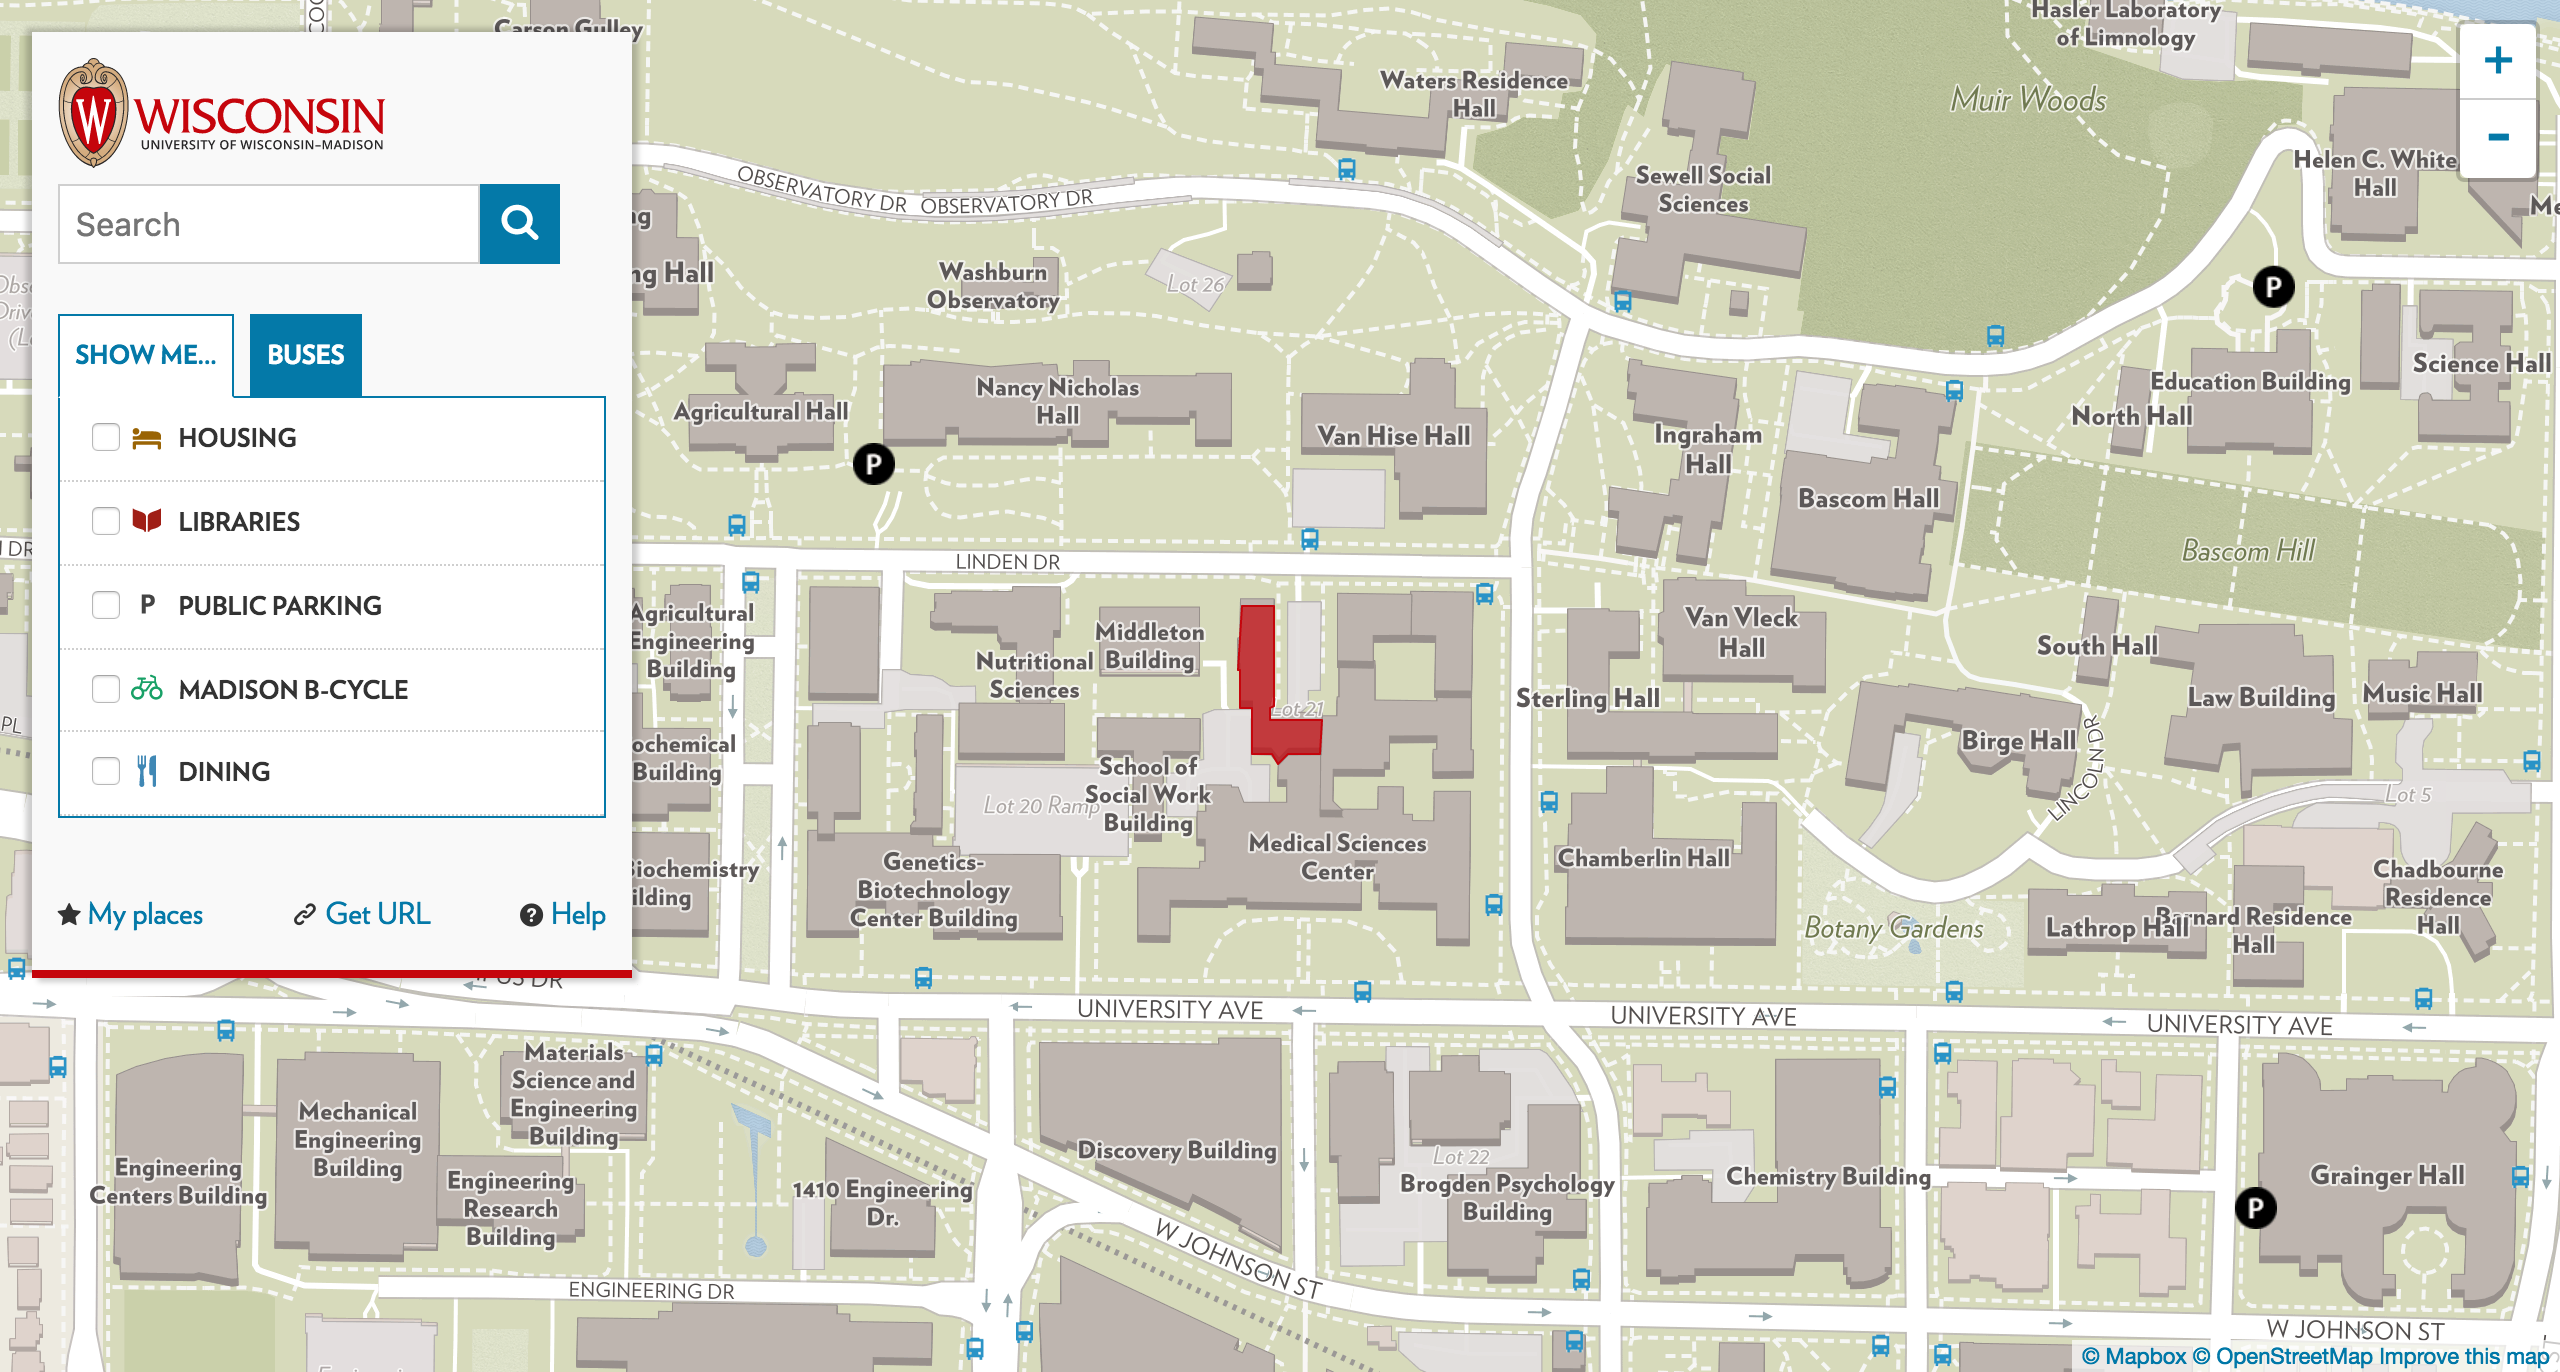 Carson Gulley
WISCONSIN
UNIVERSITY OF WISCONSIN–MADISON
Search
SHOW ME...
BUSES
HOUSING
LIBRARIES
P PUBLIC PARKING
MADISON B-CYCLE
DINING
My places
Get URL
Help
Hasler Laboratory
of Limnology
+
−
Waters Residence
Hall
Muir Woods
Sewell Social
Sciences
Helen C. White
Hall
OBSERVATORY DR
OBSERVATORY DR
Washburn
Observatory
Lot 26
P
Agricultural Hall
Nancy Nicholas
Hall
Van Hise Hall
P
Ingraham
Hall
Bascom Hall
North Hall
Education Building
Science Hall
Bascom Hill
LINDEN DR
Agricultural
Engineering
Building
Nutritional
Sciences
Middleton
Building
Lot 21
Sterling Hall
Van Vleck
Hall
South Hall
Law Building
Music Hall
Birge Hall
LINCOLN DR
Lot 5
Building
School of
Social Work
Building
Lot 20 Ramp
Genetics-
Biotechnology
Center Building
Medical Sciences
Center
Chamberlin Hall
Botany Gardens
Lathrop Hall
Barnard Residence
Hall
Chadbourne
Residence
Hall
UNIVERSITY AVE
UNIVERSITY AVE
UNIVERSITY AVE
Materials
Science and
Engineering
Building
Mechanical
Engineering
Building
Engineering
Centers Building
Engineering
Research
Building
1410 Engineering
Dr.
Discovery Building
Lot 22
Brogden Psychology
Building
Chemistry Building
Grainger Hall
P
W JOHNSON ST
ENGINEERING DR
W JOHNSON ST
© Mapbox © OpenStreetMap Improve this map